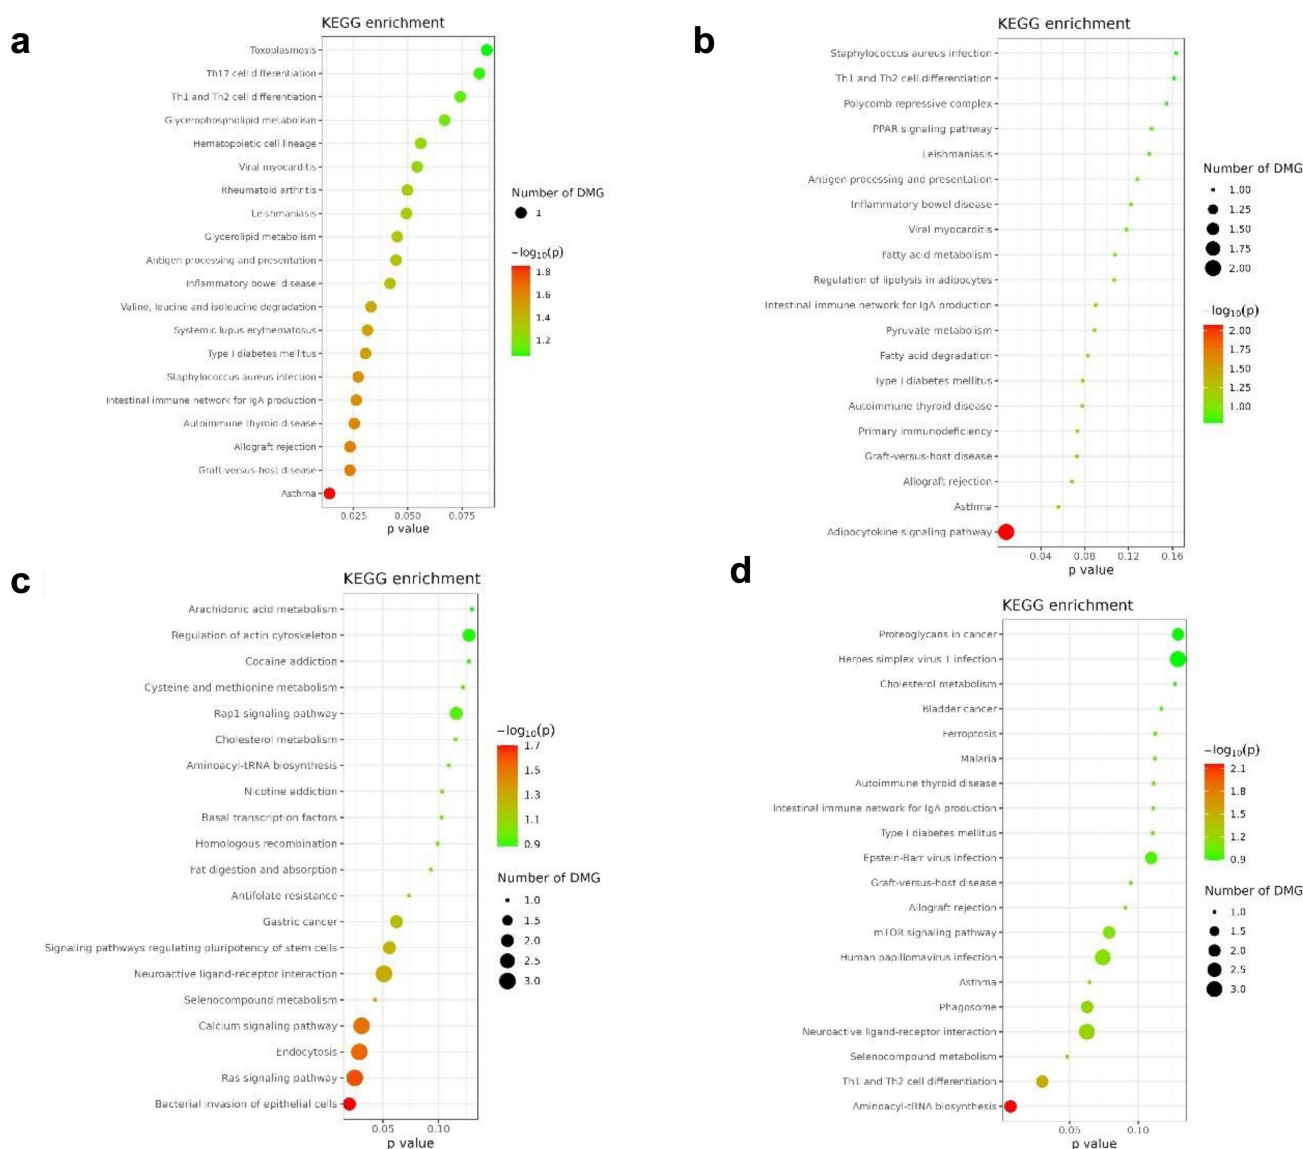 a
KEGG enrichment
Toxoplasmosis
Th17 cell differentiation
Th1 and Th2 cell differentiation
Glycerophospholipid metabolism
Hematopoietic cell lineage
Viral myocarditis
Rheumatoid arthritis
Leishmaniasis
Glycerolipid metabolism
Antigen processing and presentation
Inflammatory bowel disease
Valine, leucine and isoleucine degradation
Systemic lupus erythematosus
Type I diabetes mellitus
Staphylococcus aureus infection
Intestinal immune network for IgA production
Autoimmune thyroid disease
Allograft rejection
Graft-versus-host disease
Asthma
0.025 0.050 0.075
p value
Number of DMG
1
−log10(p)
1.8
1.6
1.4
1.2
b
KEGG enrichment
Staphylococcus aureus infection
Th1 and Th2 cell differentiation
Polycomb repressive complex
PPAR signaling pathway
Leishmaniasis
Antigen processing and presentation
Inflammatory bowel disease
Viral myocarditis
Fatty acid metabolism
Regulation of lipolysis in adipocytes
Intestinal immune network for IgA production
Pyruvate metabolism
Fatty acid degradation
Type I diabetes mellitus
Autoimmune thyroid disease
Primary immunodeficiency
Graft-versus-host disease
Allograft rejection
Asthma
Adipocytokine signaling pathway
0.04 0.08 0.12 0.16
p value
Number of DMG
1.00
1.25
1.50
1.75
2.00
−log10(p)
2.00
1.75
1.50
1.25
1.00
c
KEGG enrichment
Arachidonic acid metabolism
Regulation of actin cytoskeleton
Cocaine addiction
Cysteine and methionine metabolism
Rap1 signaling pathway
Cholesterol metabolism
Aminoacyl-tRNA biosynthesis
Nicotine addiction
Basal transcription factors
Homologous recombination
Fat digestion and absorption
Antifolate resistance
Gastric cancer
Signaling pathways regulating pluripotency of stem cells
Neuroactive ligand-receptor interaction
Selenocompound metabolism
Calcium signaling pathway
Endocytosis
Ras signaling pathway
Bacterial invasion of epithelial cells
0.05 0.10
p value
−log10(p)
1.7
1.5
1.3
1.1
0.9
Number of DMG
1.0
1.5
2.0
2.5
3.0
d
KEGG enrichment
Proteoglycans in cancer
Herpes simplex virus 1 infection
Cholesterol metabolism
Bladder cancer
Ferroptosis
Malaria
Autoimmune thyroid disease
Intestinal immune network for IgA production
Type I diabetes mellitus
Epstein-Barr virus infection
Graft-versus-host disease
Allograft rejection
mTOR signaling pathway
Human papillomavirus infection
Asthma
Phagosome
Neuroactive ligand-receptor interaction
Selenocompound metabolism
Th1 and Th2 cell differentiation
Aminoacyl-tRNA biosynthesis
0.05 0.10
p value
−log10(p)
2.1
1.8
1.5
1.2
0.9
Number of DMG
1.0
1.5
2.0
2.5
3.0